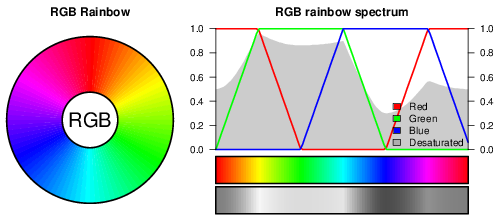 RGB Rainbow
RGB
RGB rainbow spectrum
1.0 1.0
0.8 0.8
0.6 0.6
0.4 0.4
0.2 0.2
0.0 0.0
Red
Green
Blue
Desaturated